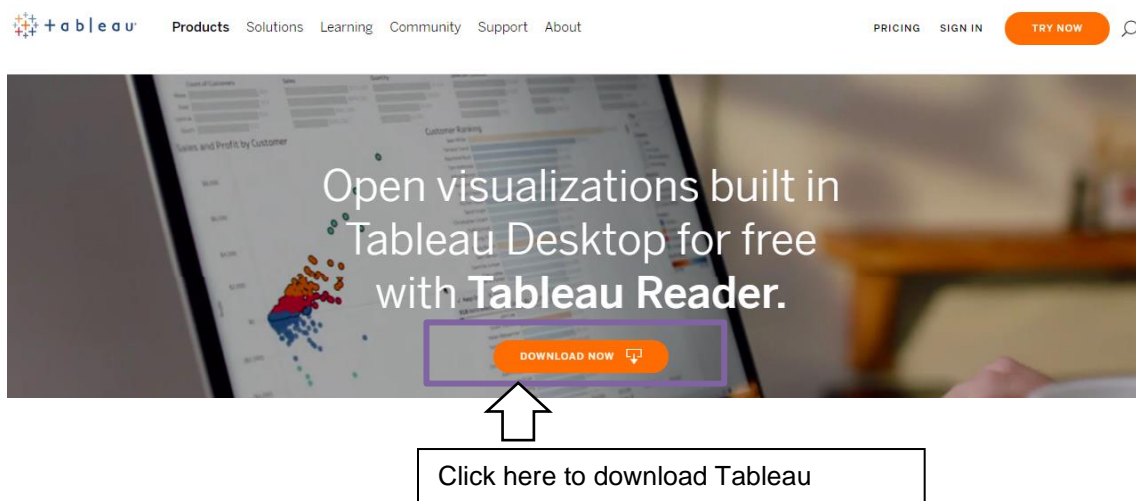 +ableau
Products Solutions Learning Community Support About
PRICING SIGN IN TRY NOW
Sales and Profit by Customer
Customer Ranking
Open visualizations built in
Tableau Desktop for free
with Tableau Reader.
DOWNLOAD NOW
Click here to download Tableau